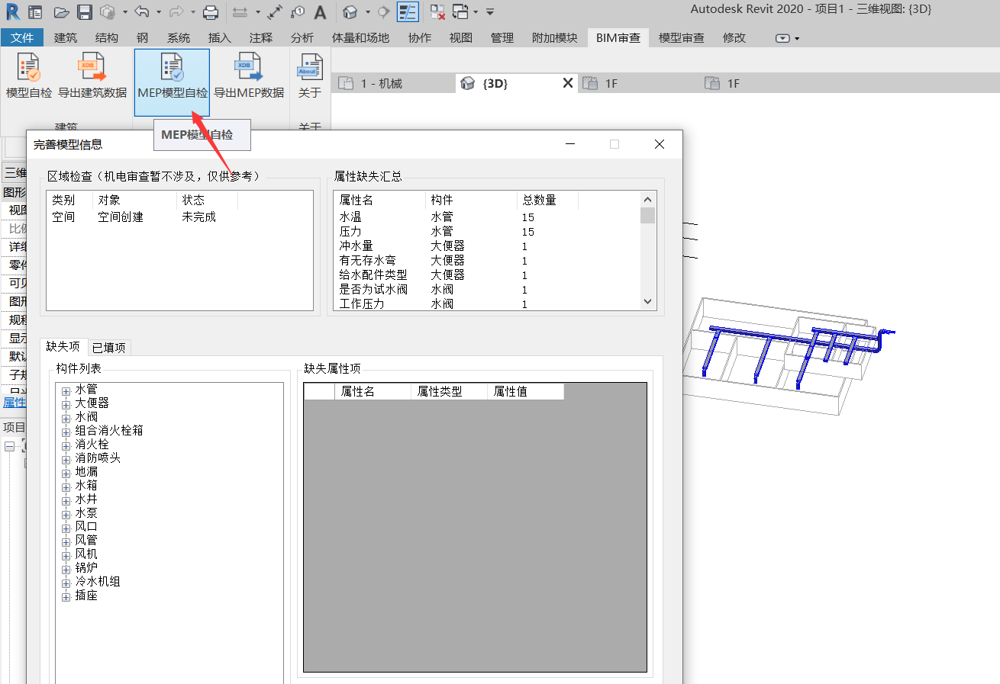 Autodesk Revit 2020 - 项目1 - 三维视图: {3D}
文件 建筑 结构 钢 系统 插入 注释 分析 体量和场地 协作 视图 管理 附加模块 BIM审查 模型审查 修改
XDB XDB About
模型自检 导出建筑数据 MEP模型自检 导出MEP数据 关于
1 - 机械 {3D} 1F 1F
建筑 关于
MEP模型自检
完善模型信息
三维
图形
视图
比例
详细
零件
可见
图形
规程
显示
默认
子规
属性
项目
区域检查（机电审查暂不涉及，仅供参考）
类别 对象 状态
空间 空间创建 未完成
属性缺失汇总
属性名 构件 总数量
水温 水管 15
压力 水管 15
冲水量 大便器 1
有无存水弯 大便器 1
给水配件类型 大便器 1
是否为试水阀 水阀 1
工作压力 水阀 1
缺失项 已填项
构件列表
水管
大便器
水阀
组合消火栓箱
消火栓
消防喷头
地漏
水箱
水井
水泵
风口
风管
风机
锅炉
冷水机组
插座
缺失属性项
属性名 属性类型 属性值